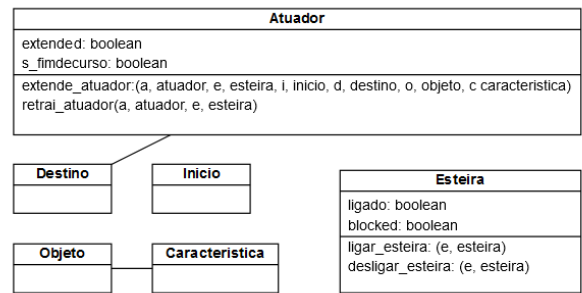 Atuador
extended: boolean
s_fimdecurso: boolean
extende_atuador:(a, atuador, e, esteira, i, inicio, d, destino, o, objeto, c caracteristica)
retrai_atuador(a, atuador, e, esteira)
Destino
Inicio
Esteira
ligado: boolean
blocked: boolean
ligar_esteira: (e, esteira)
desligar_esteira: (e, esteira)
Objeto
Caracteristica